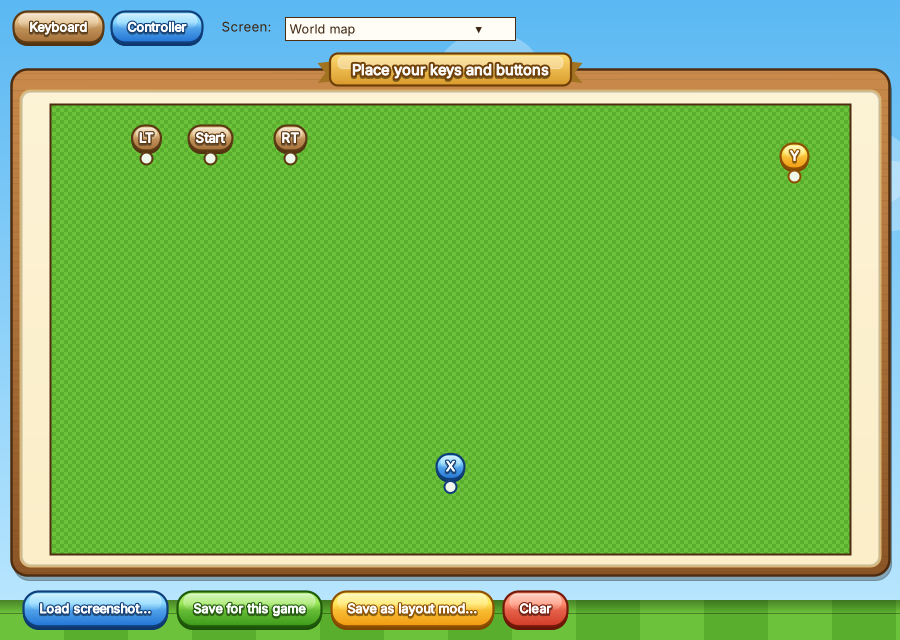 Keyboard Controller Screen: World map
Place your keys and buttons
LT Start RT
Y
X
Load screenshot... Save for this game Save as layout mod... Clear